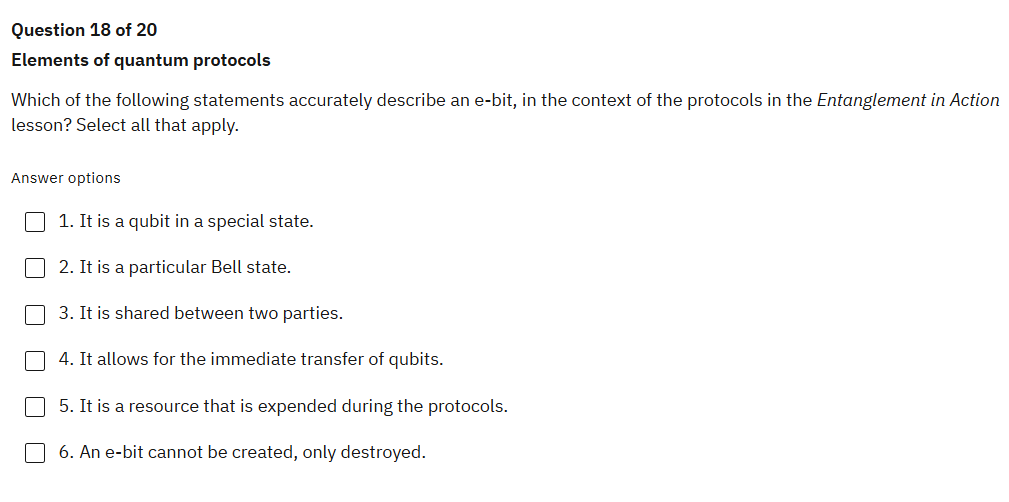 Question 18 of 20
Elements of quantum protocols
Which of the following statements accurately describe an e-bit, in the context of the protocols in the Entanglement in Action
lesson? Select all that apply.
Answer options
1. It is a qubit in a special state.
2. It is a particular Bell state.
3. It is shared between two parties.
4. It allows for the immediate transfer of qubits.
5. It is a resource that is expended during the protocols.
6. An e-bit cannot be created, only destroyed.